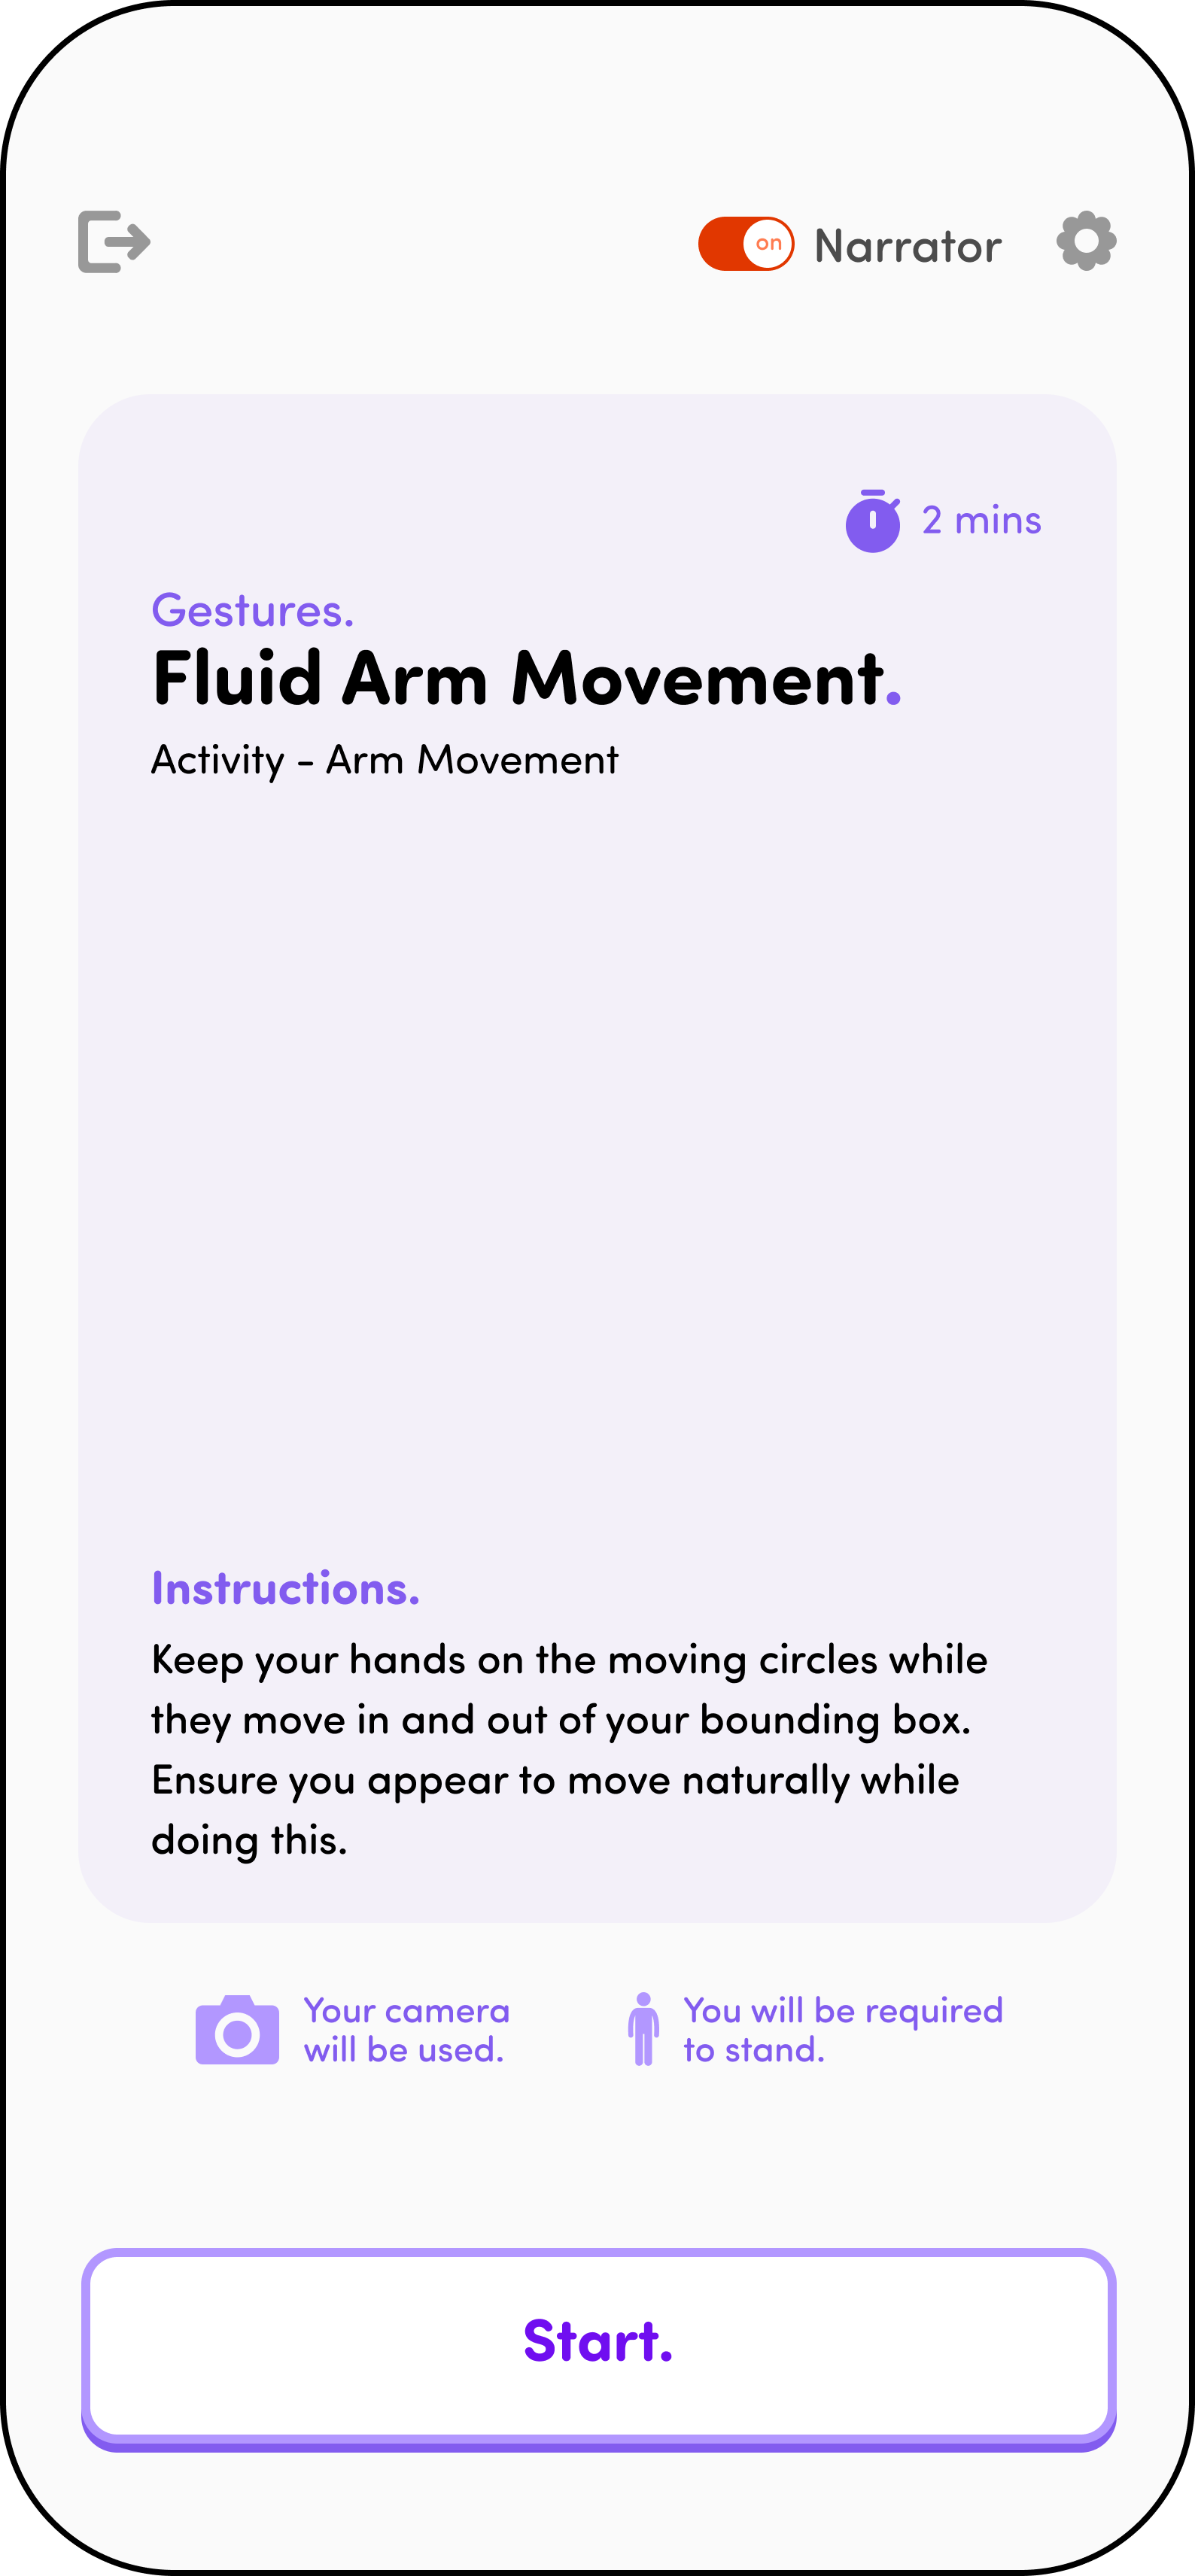 on Narrator
2 mins
Gestures.
Fluid Arm Movement.
Activity - Arm Movement
Instructions.
Keep your hands on the moving circles while
they move in and out of your bounding box.
Ensure you appear to move naturally while
doing this.
Your camera
will be used.
You will be required
to stand.
Start.